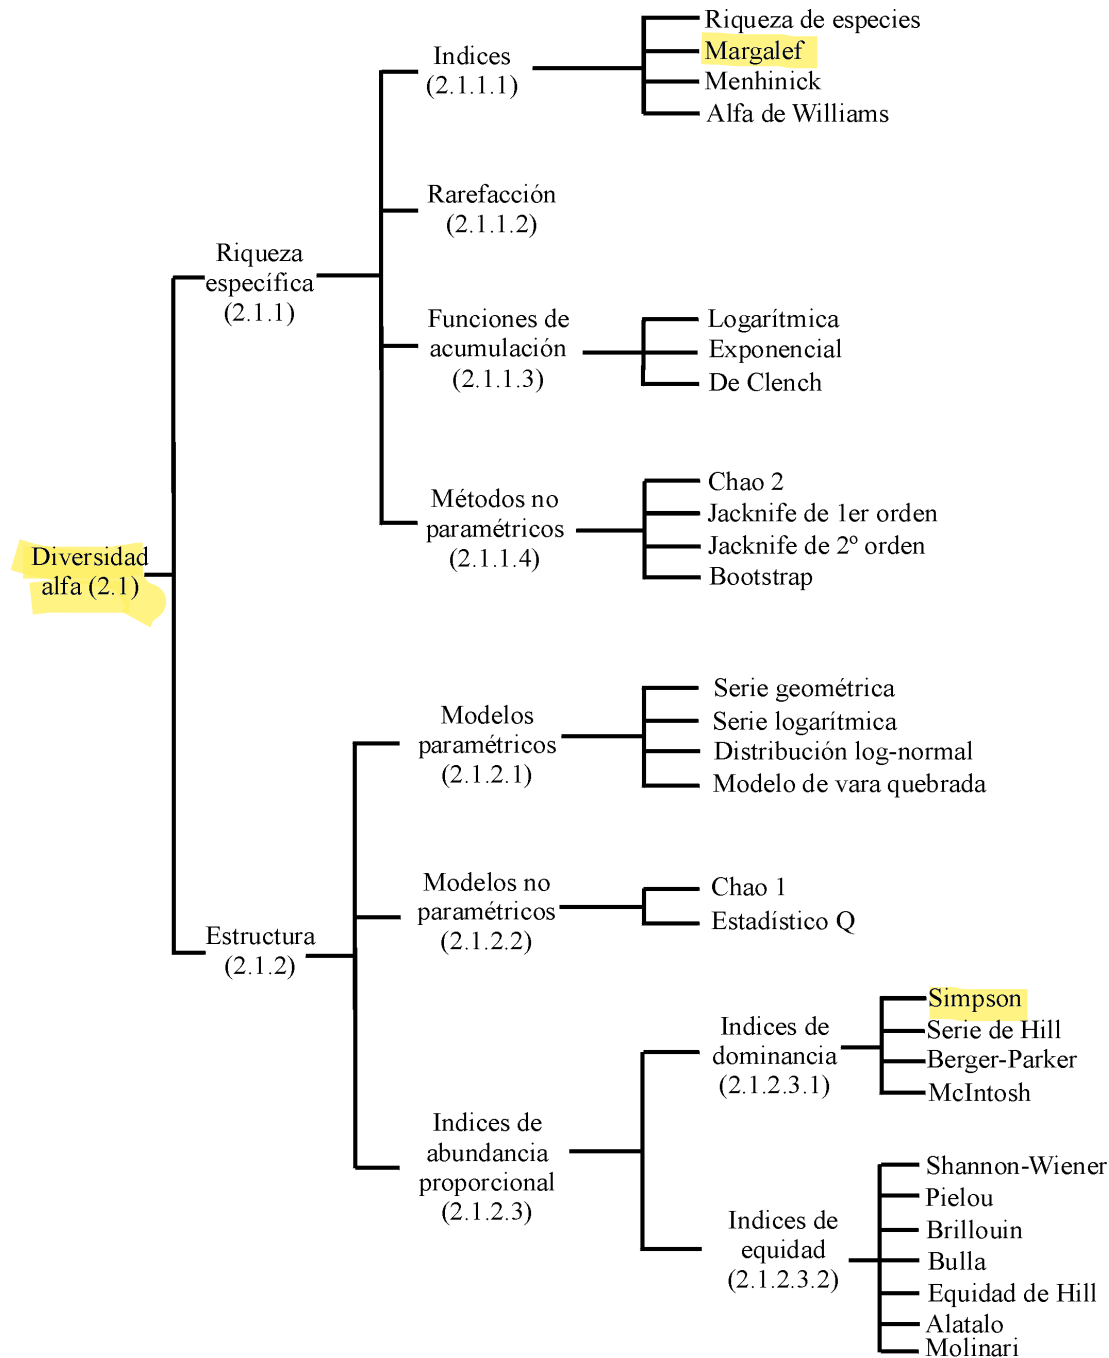 Diversidad
alfa (2.1)
Riqueza
específica
(2.1.1)
Indices
(2.1.1.1)
Riqueza de especies
Margalef
Menhinick
Alfa de Williams
Rarefacción
(2.1.1.2)
Funciones de
acumulación
(2.1.1.3)
Logarítmica
Exponencial
De Clench
Métodos no
paramétricos
(2.1.1.4)
Chao 2
Jacknife de 1er orden
Jacknife de 2º orden
Bootstrap
Estructura
(2.1.2)
Modelos
paramétricos
(2.1.2.1)
Serie geométrica
Serie logarítmica
Distribución log-normal
Modelo de vara quebrada
Modelos no
paramétricos
(2.1.2.2)
Chao 1
Estadístico Q
Indices de
abundancia
proporcional
(2.1.2.3)
Indices de
dominancia
(2.1.2.3.1)
Simpson
Serie de Hill
Berger-Parker
McIntosh
Indices de
equidad
(2.1.2.3.2)
Shannon-Wiener
Pielou
Brillouin
Bulla
Equidad de Hill
Alatalo
Molinari